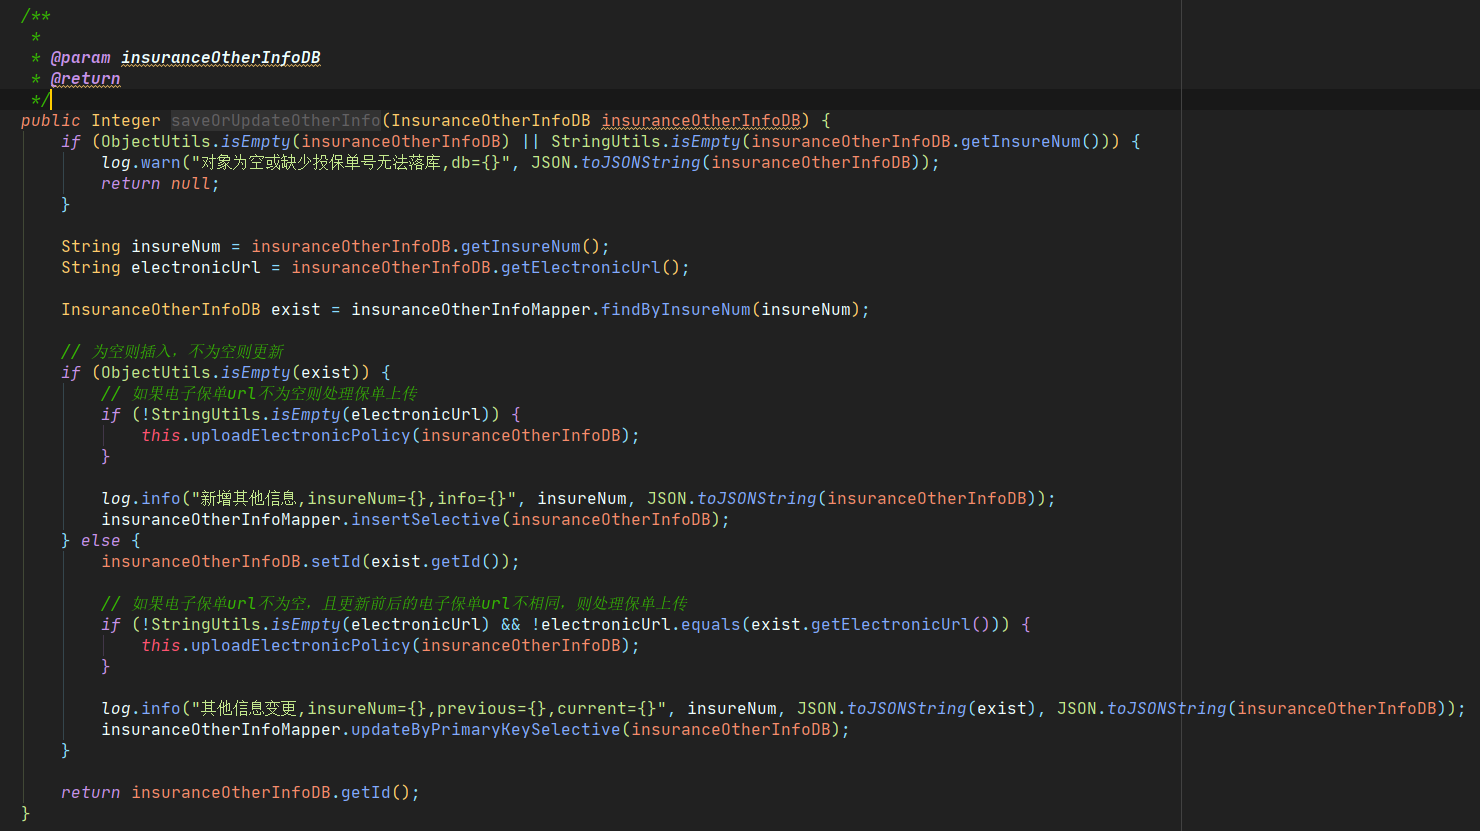 /**
 *
 * @param insuranceOtherInfoDB
 * @return
 */
public Integer saveOrUpdateOtherInfo(InsuranceOtherInfoDB insuranceOtherInfoDB) {
    if (ObjectUtils.isEmpty(insuranceOtherInfoDB) || StringUtils.isEmpty(insuranceOtherInfoDB.getInsureNum())) {
        log.warn("对象为空或缺少投保单号无法落库,db={}", JSON.toJSONString(insuranceOtherInfoDB));
        return null;
    }

    String insureNum = insuranceOtherInfoDB.getInsureNum();
    String electronicUrl = insuranceOtherInfoDB.getElectronicUrl();

    InsuranceOtherInfoDB exist = insuranceOtherInfoMapper.findByInsureNum(insureNum);

    // 为空则插入，不为空则更新
    if (ObjectUtils.isEmpty(exist)) {
        // 如果电子保单url不为空则处理保单上传
        if (!StringUtils.isEmpty(electronicUrl)) {
            this.uploadElectronicPolicy(insuranceOtherInfoDB);
        }

        log.info("新增其他信息,insureNum={},info={}", insureNum, JSON.toJSONString(insuranceOtherInfoDB));
        insuranceOtherInfoMapper.insertSelective(insuranceOtherInfoDB);
    } else {
        insuranceOtherInfoDB.setId(exist.getId());

        // 如果电子保单url不为空，且更新前后的电子保单url不相同，则处理保单上传
        if (!StringUtils.isEmpty(electronicUrl) && !electronicUrl.equals(exist.getElectronicUrl())) {
            this.uploadElectronicPolicy(insuranceOtherInfoDB);
        }

        log.info("其他信息变更,insureNum={},previous={},current={}", insureNum, JSON.toJSONString(exist), JSON.toJSONString(insuranceOtherInfoDB));
        insuranceOtherInfoMapper.updateByPrimaryKeySelective(insuranceOtherInfoDB);
    }

    return insuranceOtherInfoDB.getId();
}